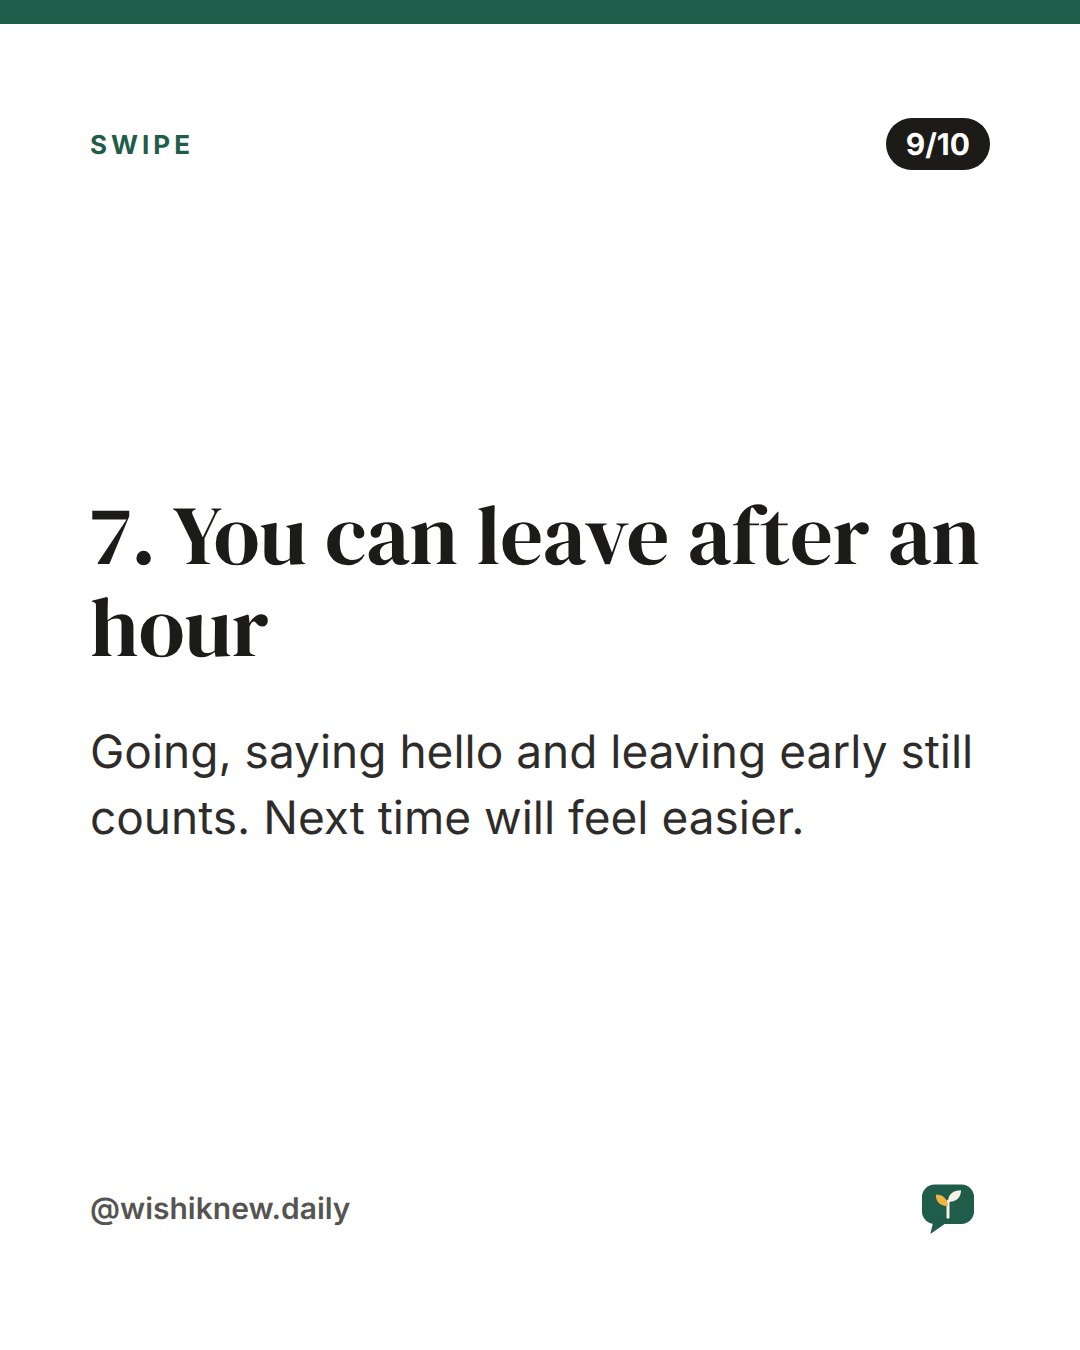 SWIPE
9/10
7. You can leave after an
hour
Going, saying hello and leaving early still
counts. Next time will feel easier.
@wishiknew.daily